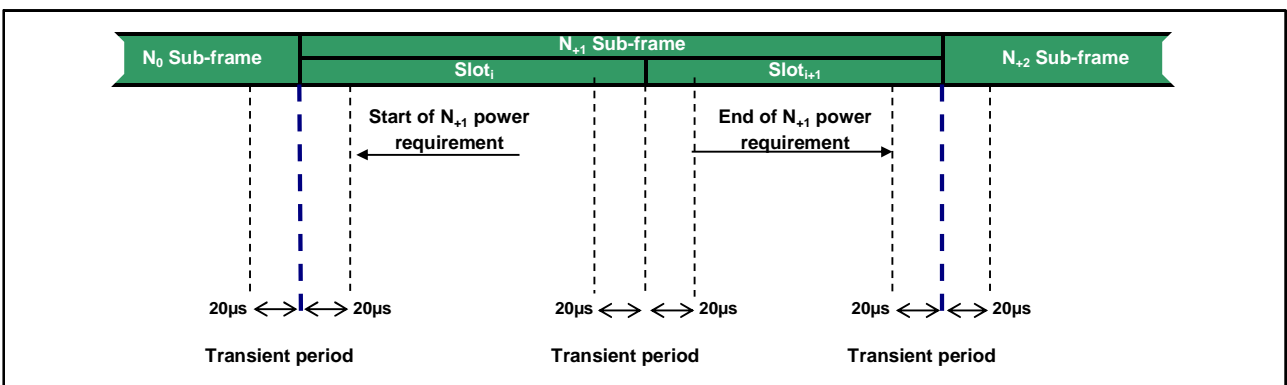 N+1 Sub-frame
N0 Sub-frame
N+2 Sub-frame
Sloti
Sloti+1
Start of N+1 power
requirement
End of N+1 power
requirement
20µs
20µs
20µs
20µs
20µs
20µs
Transient period
Transient period
Transient period